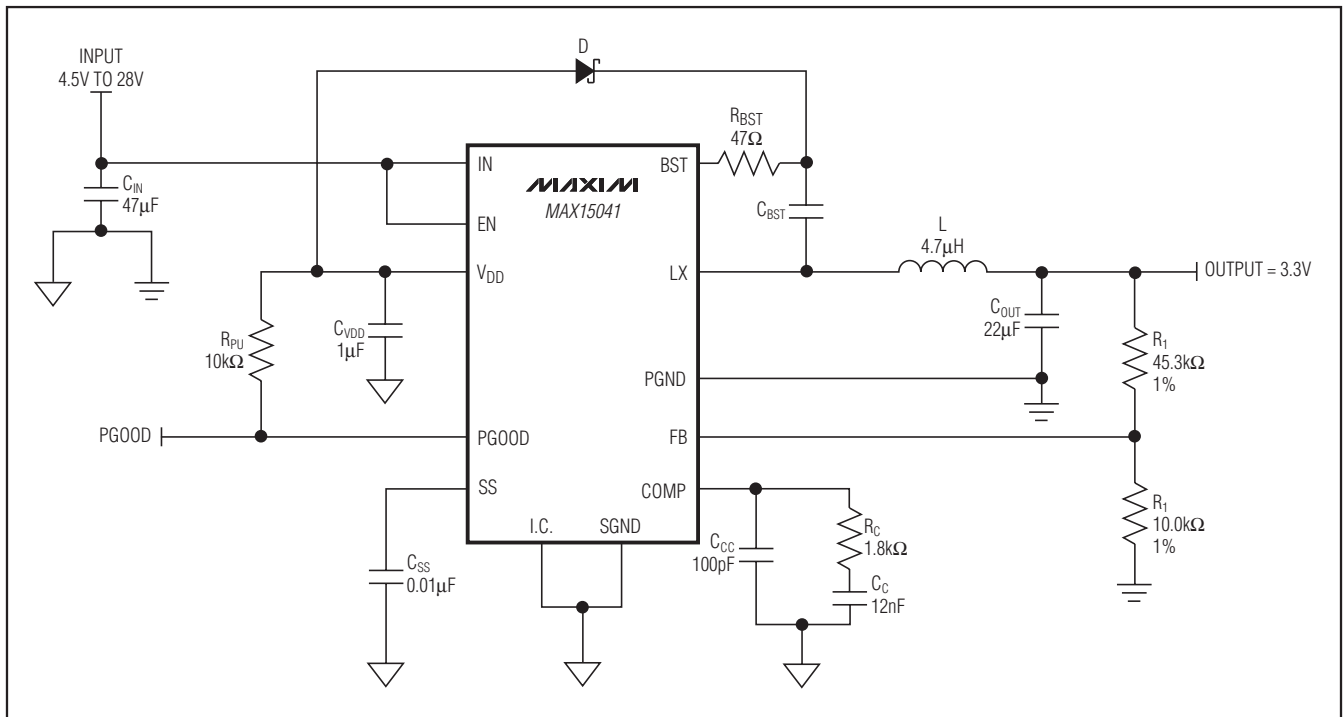 INPUT
4.5V TO 28V
D
R_BST
47Ω
IN
BST
MAXIM
MAX15041
C_IN
47μF
C_BST
EN
L
4.7μH
V_DD
LX
OUTPUT = 3.3V
R_PU
10kΩ
C_VDD
1μF
C_OUT
22μF
R_1
45.3kΩ
1%
PGND
PGOOD
PGOOD
FB
SS
COMP
I.C.
SGND
R_C
1.8kΩ
R_1
10.0kΩ
1%
C_CC
100pF
C_SS
0.01μF
C_C
12nF